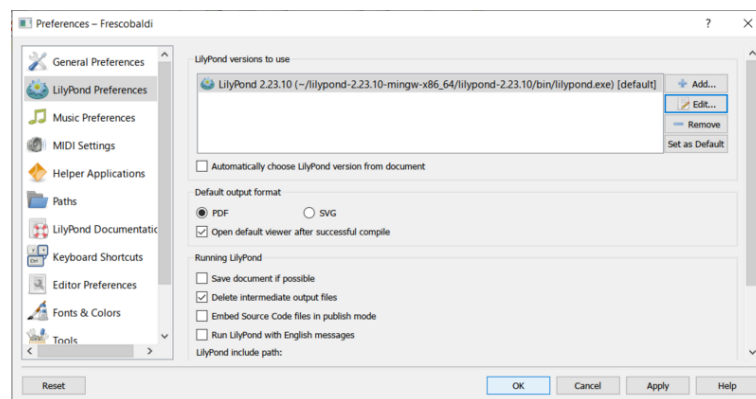 Preferences – Frescobaldi
?
General Preferences
LilyPond Preferences
Music Preferences
MIDI Settings
Helper Applications
Paths
LilyPond Documentatic
Keyboard Shortcuts
Editor Preferences
Fonts & Colors
Tools
LilyPond versions to use
LilyPond 2.23.10 (~/lilypond-2.23.10-mingw-x86_64/lilypond-2.23.10/bin/lilypond.exe) [default]
Add...
Edit...
Remove
Set as Default
Automatically choose LilyPond version from document
Default output format
PDF SVG
Open default viewer after successful compile
Running LilyPond
Save document if possible
Delete intermediate output files
Embed Source Code files in publish mode
Run LilyPond with English messages
LilyPond include path:
Reset OK Cancel Apply Help